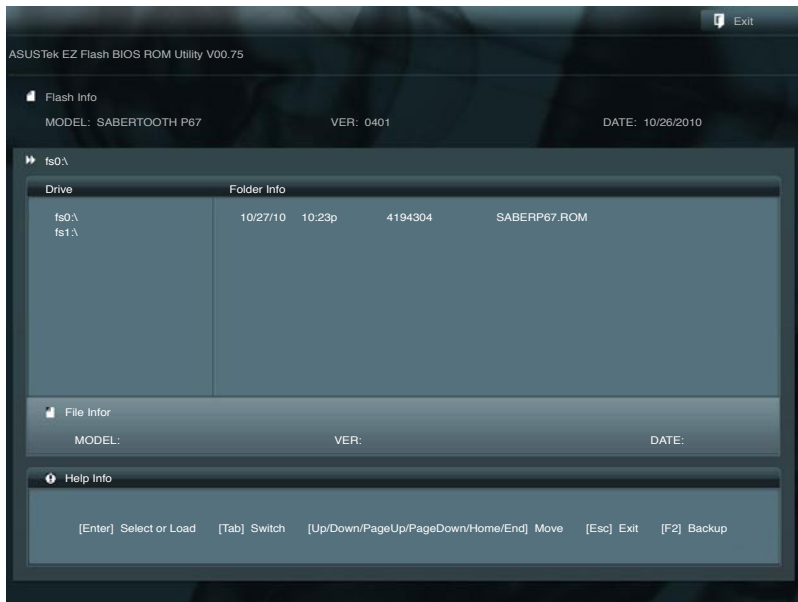 Exit
ASUSTek EZ Flash BIOS ROM Utility V00.75
Flash Info
MODEL: SABERTOOTH P67 VER: 0401 DATE: 10/26/2010
fs0:\
Drive Folder Info
fs0:\ 10/27/10 10:23p 4194304 SABERP67.ROM
fs1:\
File Infor
MODEL: VER: DATE:
Help Info
[Enter] Select or Load [Tab] Switch [Up/Down/PageUp/PageDown/Home/End] Move [Esc] Exit [F2] Backup